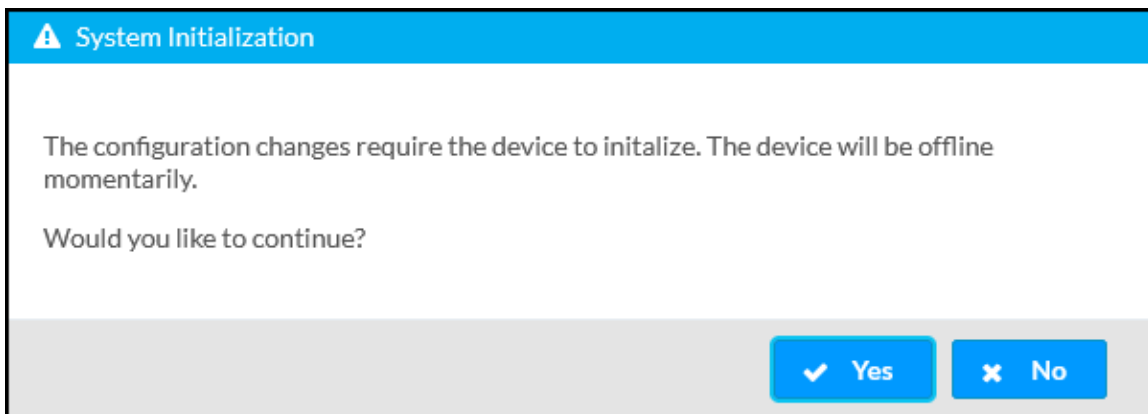 System Initialization
The configuration changes require the device to initalize. The device will be offline
momentarily.
Would you like to continue?
Yes
No